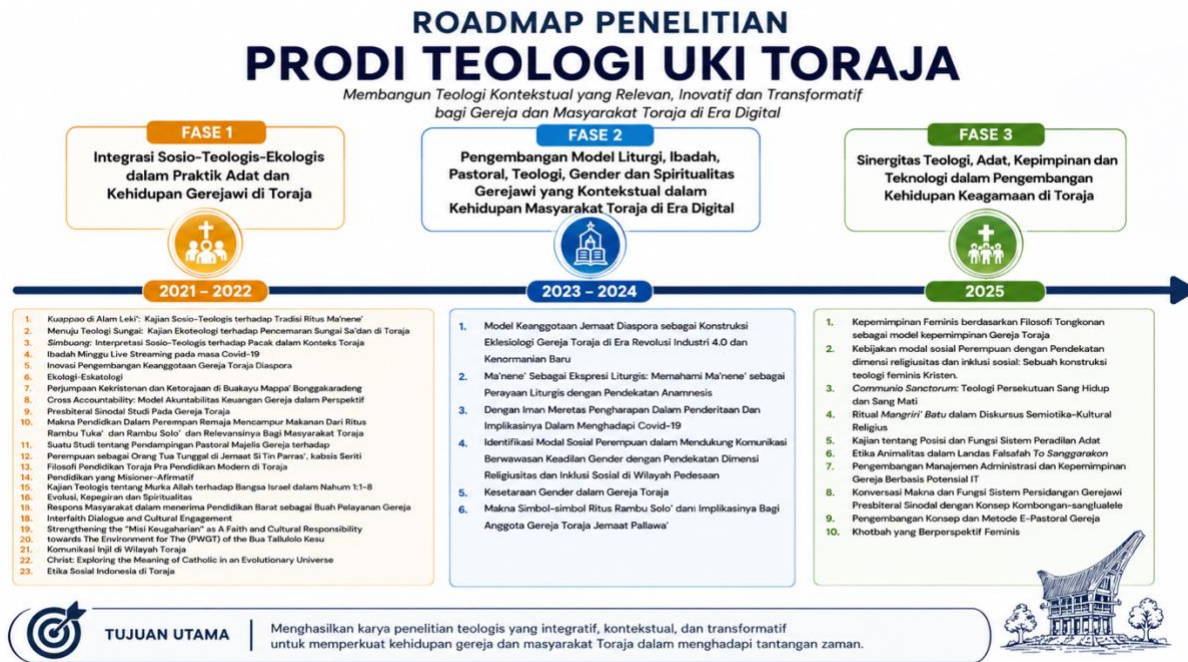 ROADMAP PENELITIAN
PRODI TEOLOGI UKI TORAJA
Membangun Teologi Kontekstual yang Relevan, Inovatif dan Transformatif
bagi Gereja dan Masyarakat Toraja di Era Digital
FASE 1
Integrasi Sosio-Teologis-Ekologis
dalam Praktik Adat dan
Kehidupan Gerejawi di Toraja
2021 – 2022
1. Kuappao di Alam Leki': Kajian Sosio-Teologis terhadap Tradisi Ritus Ma'nene'
2. Menuju Teologi Sungai: Kajian Ekoteologi terhadap Pencemaran Sungai Sa'dan di Toraja
3. Simbuang: Interpretasi Sosio-Teologis terhadap Pacak dalam Konteks Toraja
4. Ibadah Minggu Live Streaming pada masa Covid-19
5. Inovasi Pengembangan Keanggotaan Gereja Toraja Diaspora
6. Ekologi-Eskatologi
7. Perjumpaan Kekristenan dan Ketorajaan di Buakayu Mappa' Bonggakaradeng
8. Cross Accountability: Model Akuntabilitas Keuangan Gereja dalam Perspektif
9. Presbiteral Sinodal Studi Pada Gereja Toraja
10. Makna Pendidkan Dalam Perempan Remaja Mencampur Makanan Dari Ritus
Rambu Tuka' dan Rambu Solo' dan Relevansinya Bagi Masyarakat Toraja
11. Suatu Studi tentang Pendampingan Pastoral Majelis Gereja terhadap
12. Perempuan sebagai Orang Tua Tunggal di Jemaat Si Tin Parras', kabsis Seriti
13. Filosofi Pendidikan Toraja Pra Pendidikan Modern di Toraja
14. Pendidikan yang Misioner-Afirmatif
15. Kajian Teologis tentang Murka Allah terhadap Bangsa Israel dalam Nahum 1:1-8
16. Evolusi, Kepegiran dan Spiritualitas
18. Respons Masyarakat dalam menerima Pendidikan Barat sebagai Buah Pelayanan Gereja
18. Interfaith Dialogue and Cultural Engagement
19. Strengthening the "Misi Keugaharian" as A Faith and Cultural Responsibility
20. towards The Environment for The (PWGT) of the Bua Tallulolo Kesu
21. Komunikasi Injil di Wilayah Toraja
22. Christ: Exploring the Meaning of Catholic in an Evolutionary Universe
23. Etika Sosial Indonesia di Toraja
FASE 2
Pengembangan Model Liturgi, Ibadah,
Pastoral, Teologi, Gender dan Spiritualitas
Gerejawi yang Kontekstual dalam
Kehidupan Masyarakat Toraja di Era Digital
2023 – 2024
1. Model Keanggotaan Jemaat Diaspora sebagai Konstruksi
Eklesiologi Gereja Toraja di Era Revolusi Industri 4.0 dan
Kenormian Baru
2. Ma'nene' Sebagai Ekspresi Liturgis: Memahami Ma'nene' sebagai
Perayaan Liturgis dengan Pendekatan Anamnesis
3. Dengan Iman Meretas Pengharapan Dalam Penderitaan Dan
Implikasinya Dalam Menghadapi Covid-19
4. Identifikasi Modal Sosial Perempuan dalam Mendukung Komunikasi
Berwawasan Keadilan Gender dengan Pendekatan Dimensi
Religiusitas dan Inklusi Sosial di Wilayah Pedesaan
5. Kesetaraan Gender dalam Gereja Toraja
6. Makna Simbol-simbol Ritus Rambu Solo' dan Implikasinya Bagi
Anggota Gereja Toraja Jemaat Pallawa'
FASE 3
Sinergitas Teologi, Adat, Kepimpinan dan
Teknologi dalam Pengembangan
Kehidupan Keagamaan di Toraja
2025
1. Kepemimpinan Feminis berdasarkan Filosofi Tongkonan
sebagai model kepemimpinan Gereja Toraja
2. Kebijakan modal sosial Perempuan dengan Pendekatan
dimensi religiusitas dan inklusi sosial: Sebuah konstruksi
teologi feminis Kristen.
3. Communio Sanctorum: Teologi Persekutuan Sang Hidup
dan Sang Mati
4. Ritual Mangriri' Batu dalam Diskursus Semiotika-Kultural
Religius
5. Kajian tentang Posisi dan Fungsi Sistem Peradilan Adat
6. Etika Animalitas dalam Landas Falsafah To Sanggarakon
7. Pengembangan Manajemen Administrasi dan Kepemimpinan
Gereja Berbasis Potensial IT
8. Konversasi Makna dan Fungsi Sistem Persidangan Gerejawi
Presbiteral Sinodal dengan Konsep Kombongan-sanglualele
9. Pengembangan Konsep dan Metode E-Pastoral Gereja
10. Khotbah yang Berperspektif Feminis
TUJUAN UTAMA
Menghasilkan karya penelitian teologis yang integratif, kontekstual, dan transformatif
untuk memperkuat kehidupan gereja dan masyarakat Toraja dalam menghadapi tantangan zaman.